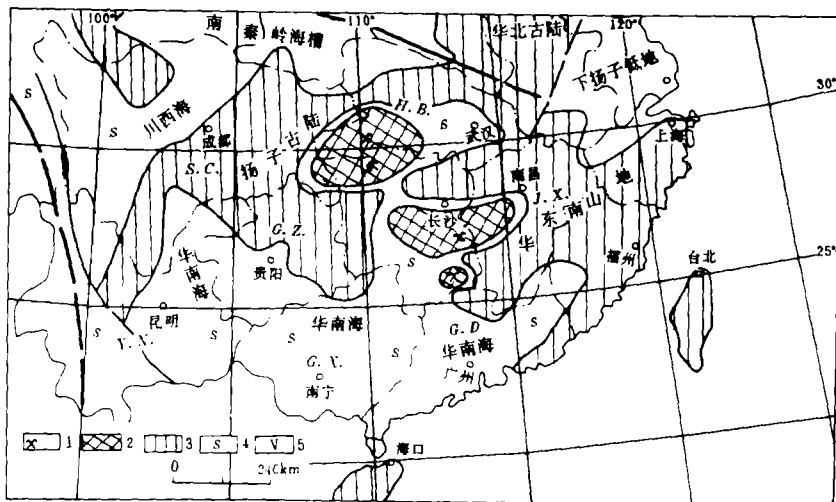 100°
110°
120°
南秦岭海槽
华北古陆
下扬子低地
30°
川西海
S
S
成都
S.C.
扬子古陆
H.B.
S
武汉
上海
南昌
J.X.
长沙
华东南山地
G.Z.
华南海
贵阳
S
福州
台北
25°
昆明
S
Y.N.
S
华南海
S
G.X.
南宁
S
G.D
华南海
广州
S
1
2
3
S 4
V 5
0
240km
海口